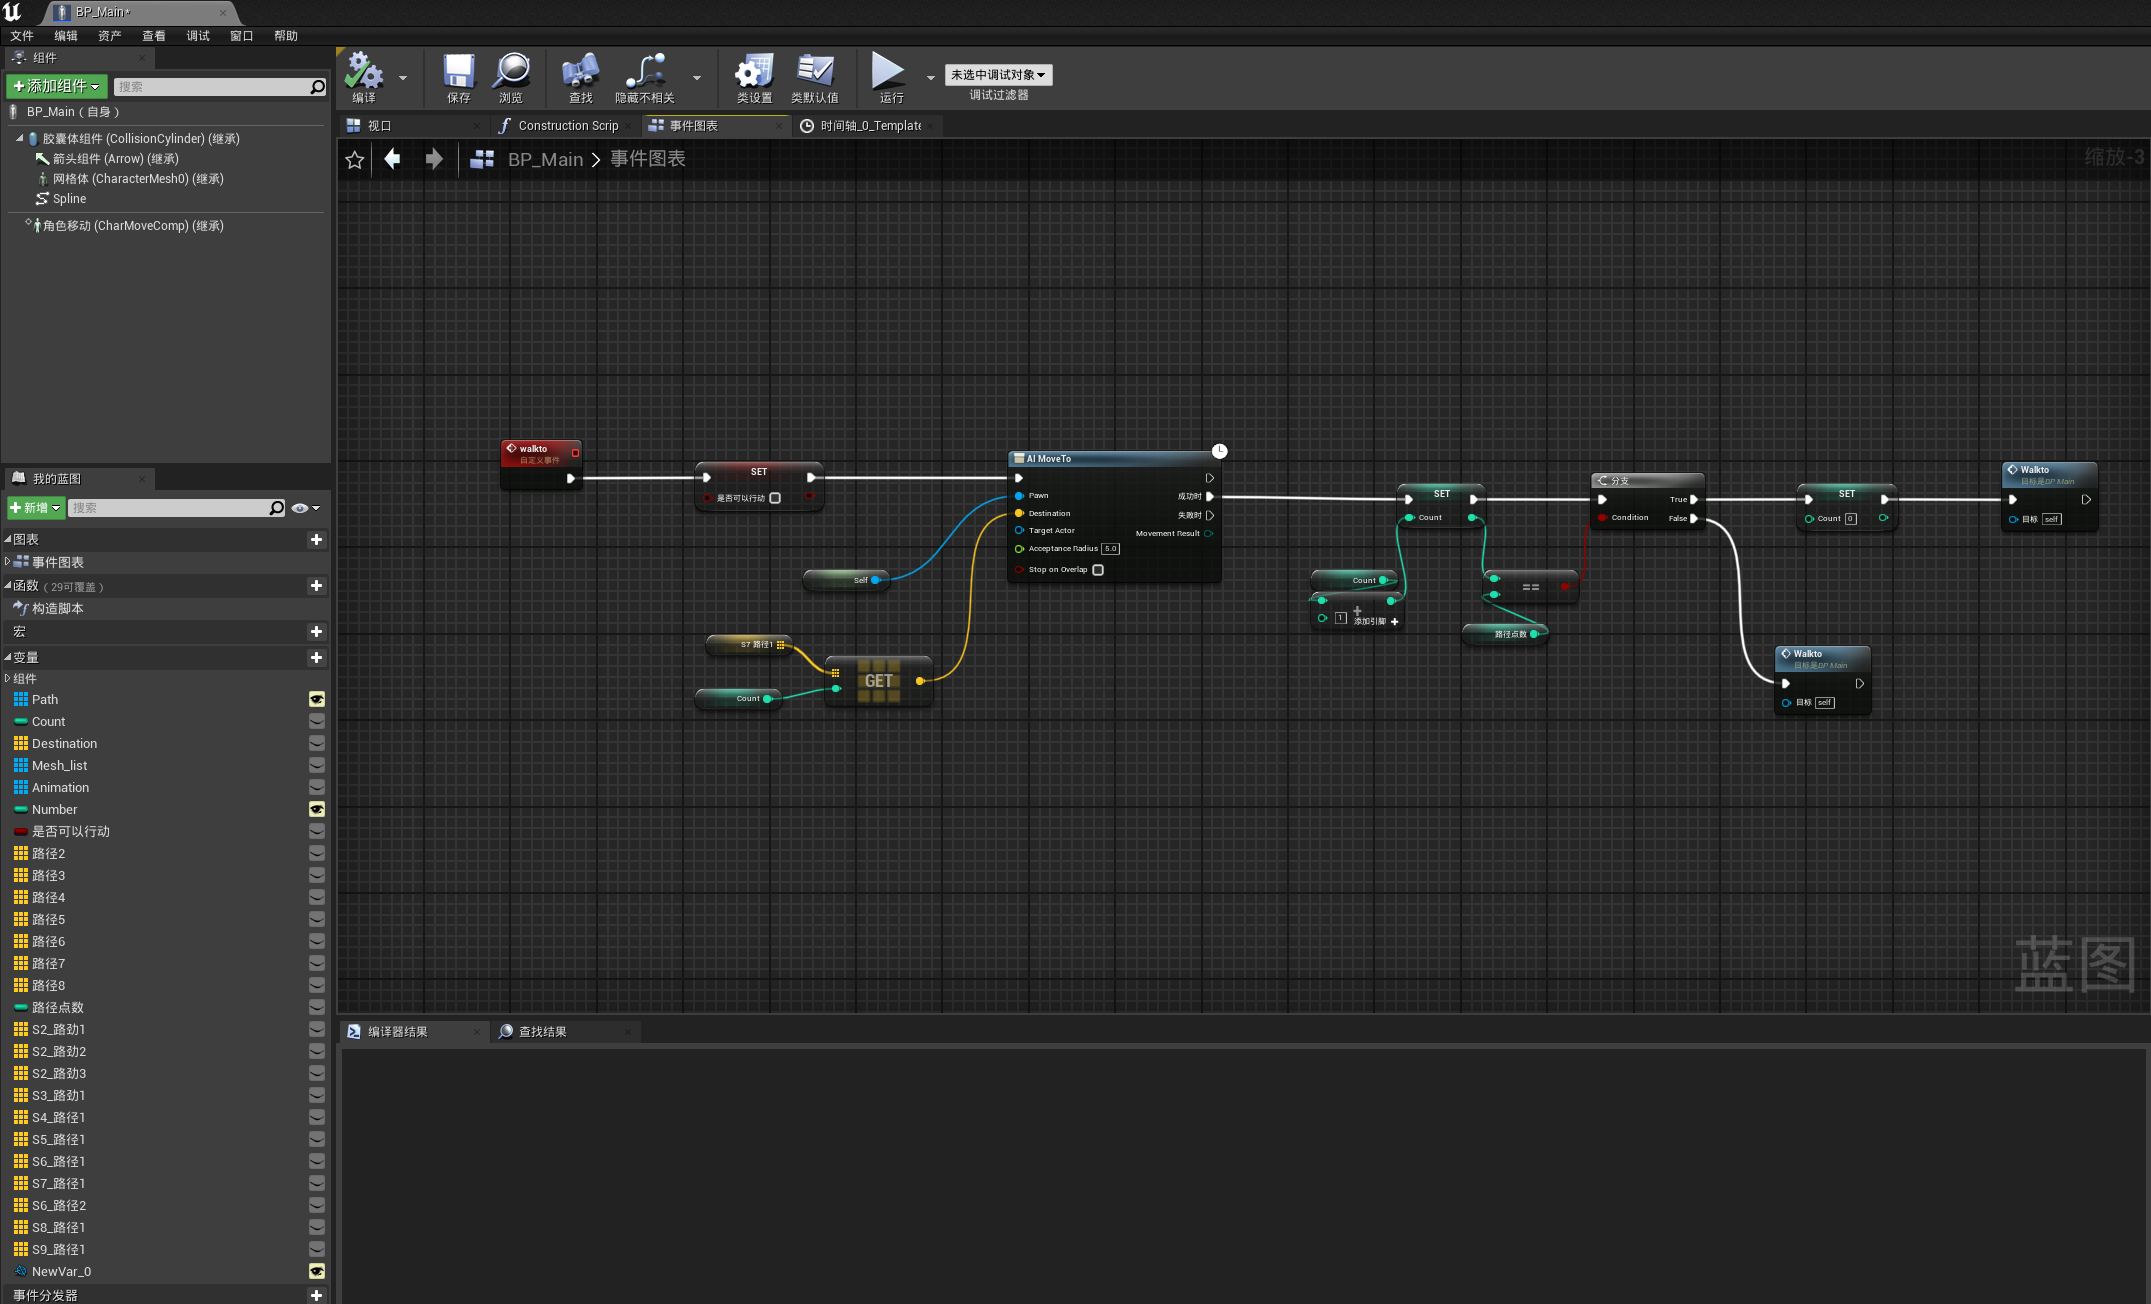 BP_Main*
文件 编辑 资产 查看 调试 窗口 帮助
组件
添加组件
搜索
BP_Main ( 自身 )
胶囊体组件 (CollisionCylinder) (继承)
箭头组件 (Arrow) (继承)
网格体 (CharacterMesh0) (继承)
Spline
角色移动 (CharMoveComp) (继承)
我的蓝图
新增
搜索
图表
事件图表
函数 ( 29可覆盖 )
构造脚本
宏
变量
组件
Path
Count
Destination
Mesh_list
Animation
Number
是否可以行动
路径2
路径3
路径4
路径5
路径6
路径7
路径8
路径点数
S2_路劲1
S2_路劲2
S2_路劲3
S3_路劲1
S4_路径1
S5_路径1
S6_路径1
S7_路径1
S6_路径2
S8_路径1
S9_路径1
NewVar_0
事件分发器
编译 保存 浏览 查找 隐藏不相关 类设置 类默认值 运行
未选中调试对象
调试过滤器
视口 Construction Scrip 事件图表 时间轴_0_Template
BP_Main > 事件图表
缩放-3
walkto
自定义事件
SET
是否可以行动
Self
S7 路径1
Count
GET
AI MoveTo
Pawn 成功时
Destination 失败时
Target Actor Movement Result
Acceptance Radius 5.0
Stop on Overlap
SET
Count
Count
1 添加引脚
==
路径点数
分支
True
Condition False
SET
Count 0
Walkto
目标是BP Main
目标 self
Walkto
目标是BP Main
目标 self
蓝图
编译器结果 查找结果